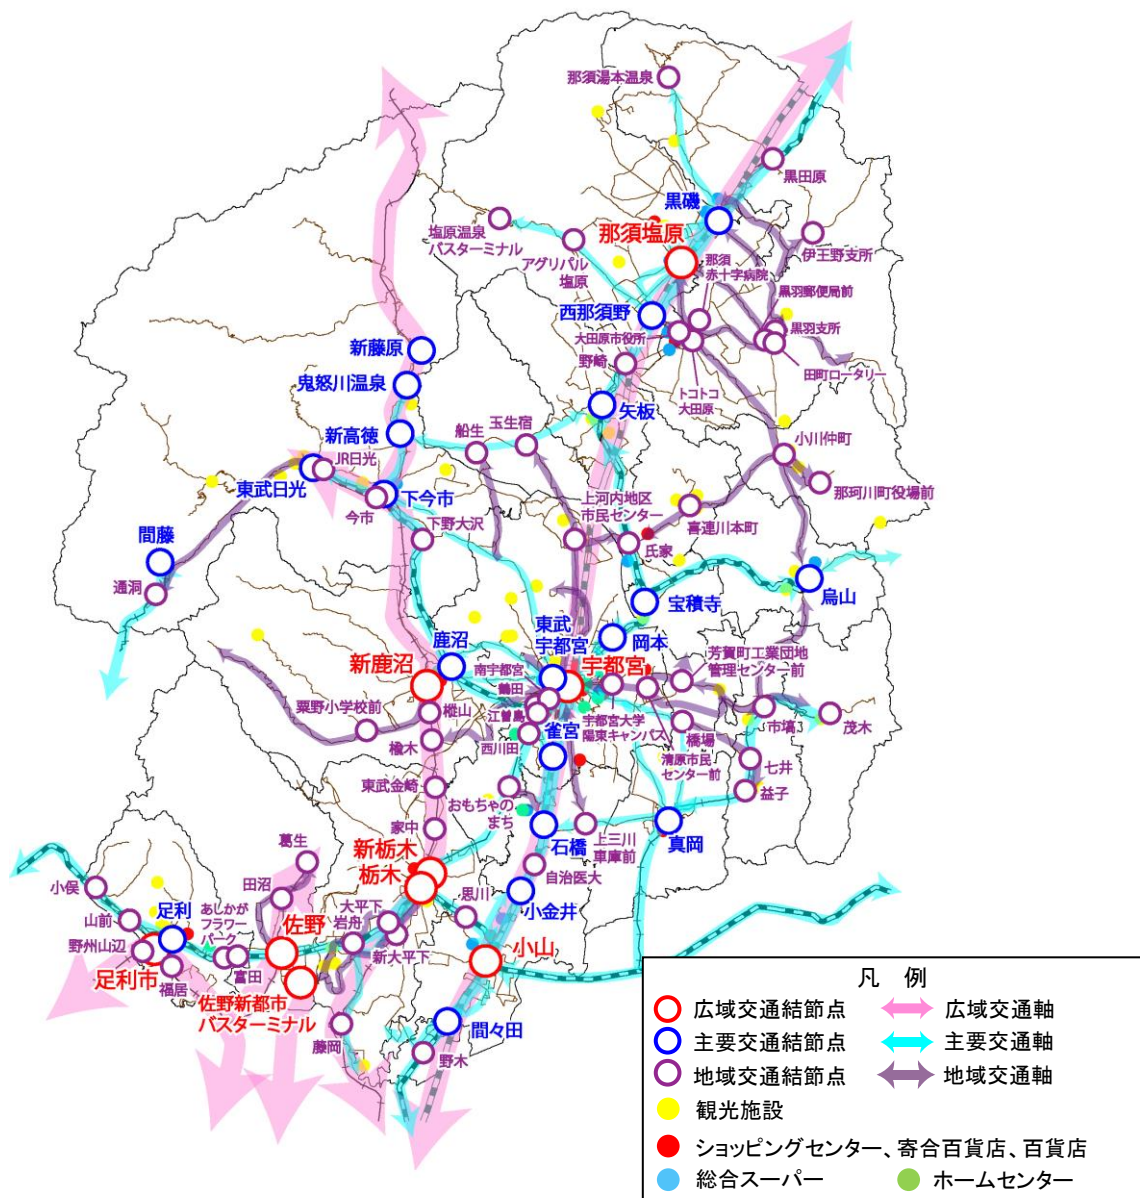 那須湯本温泉
黒田原
黒磯
那須塩原
塩原温泉
バスターミナル
アグリパル
塩原
那須
赤十字病院
伊王野支所
黒羽郵便局前
西那須野
大田原市役所
黒羽支所
野崎
田町ロータリー
トコトコ
大田原
新藤原
鬼怒川温泉
矢板
新高徳
船生
玉生宿
小川仲町
JR日光
東武日光
那珂川町役場前
今市
下今市
上河内地区
市民センター
喜連川本町
下野大沢
間藤
氏家
通洞
烏山
宝積寺
東武
宇都宮
岡本
鹿沼
新鹿沼
南宇都宮
宇都宮
芳賀町工業団地
管理センター前
鶴田
粟野小学校前
樅山
江曽島
宇都宮大学
陽東キャンパス
市塙
茂木
雀宮
楡木
西川田
橋場
清原市民
センター前
七井
東武金崎
益子
おもちゃの
まち
家中
石橋
上三川
車庫前
真岡
葛生
新栃木
栃木
自治医大
小俣
田沼
思川
小金井
山前
足利
あしかが
フラワー
パーク
佐野
大平下
岩舟
野州山辺
新大平下
小山
足利市
福居
富田
佐野新都市
バスターミナル
藤岡
間々田
野木
凡 例
広域交通結節点
広域交通軸
主要交通結節点
主要交通軸
地域交通結節点
地域交通軸
観光施設
ショッピングセンター、寄合百貨店、百貨店
総合スーパー
ホームセンター